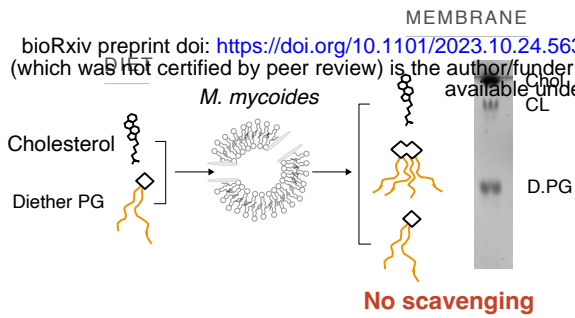 MEMBRANE
bioRxiv preprint doi: https://doi.org/10.1101/2023.10.24.563
(which was not certified by peer review) is the author/funder
DIET
available unde
Chol.
M. mycoides
CL
Cholesterol
Diether PG
D.PG
No scavenging